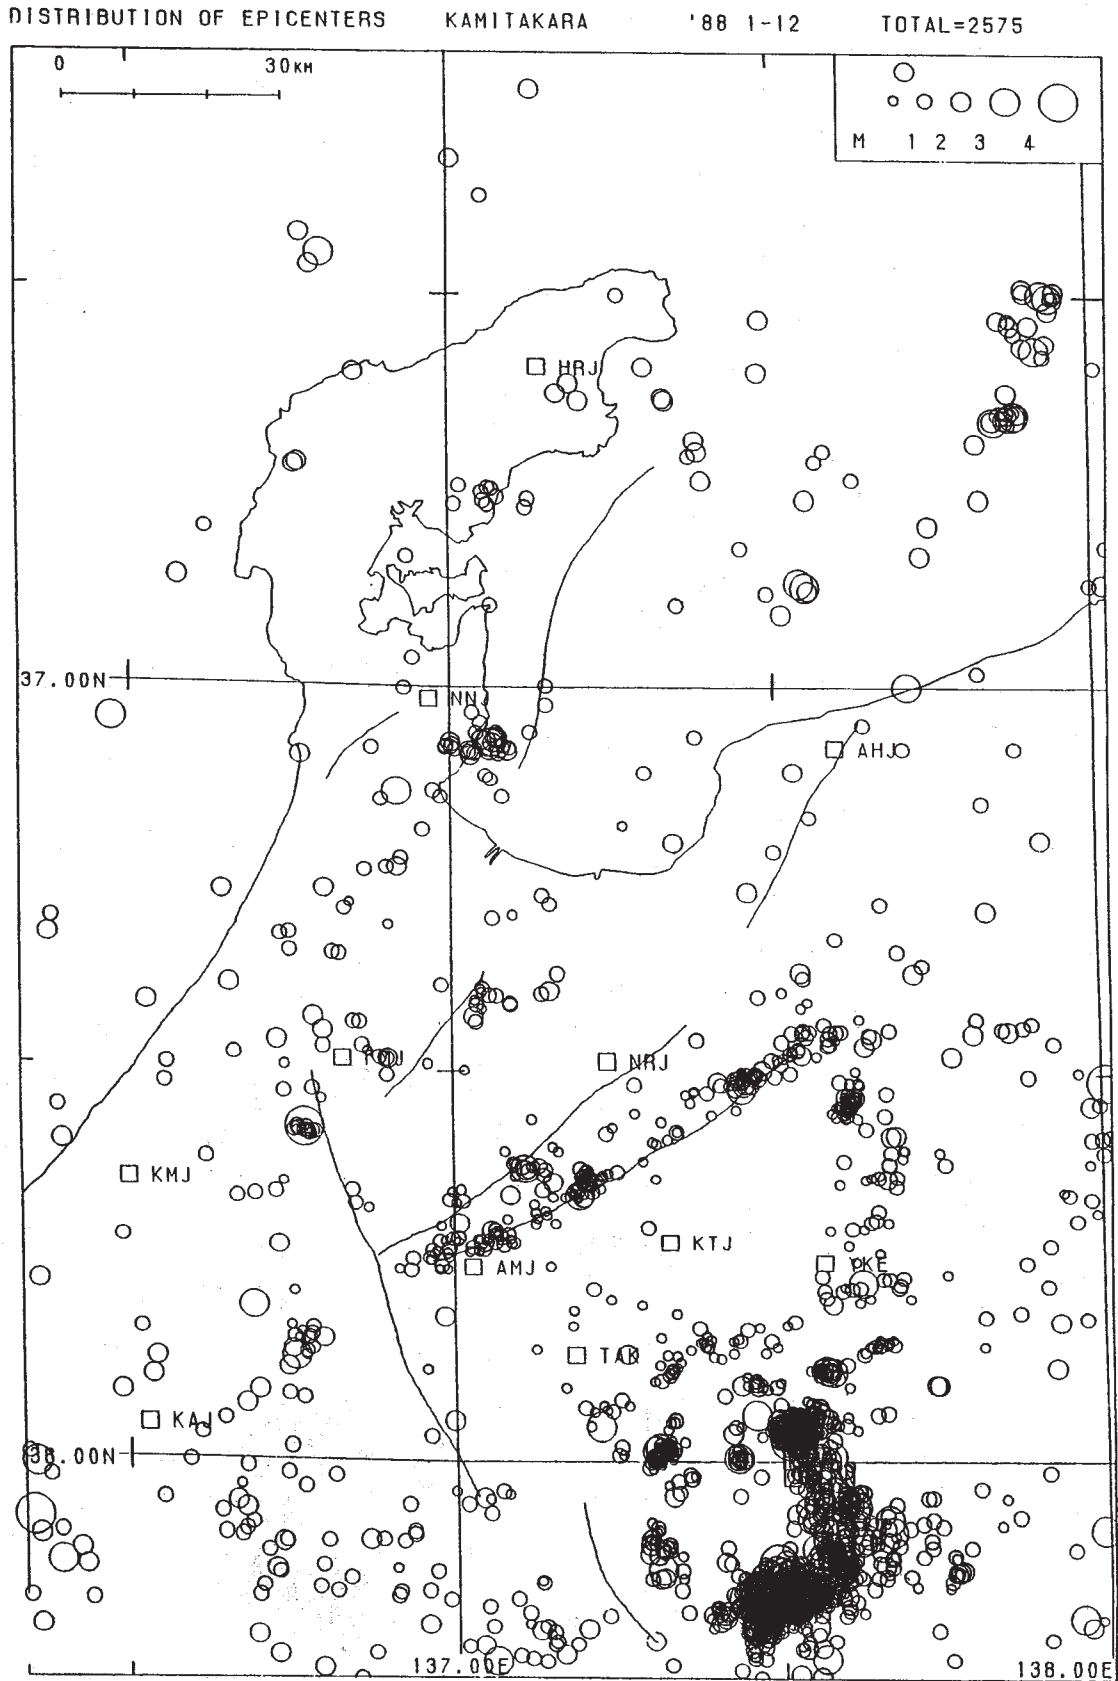 DISTRIBUTION OF EPICENTERS KAMITAKARA '88 1-12 TOTAL=2575
0 30KM
M 1 2 3 4
HRJ
37.00N
NNJ
AHJ
NRJ
KMJ
KTJ
AMJ
YKE
TAK
KAJ
36.00N
137.00E
138.00E